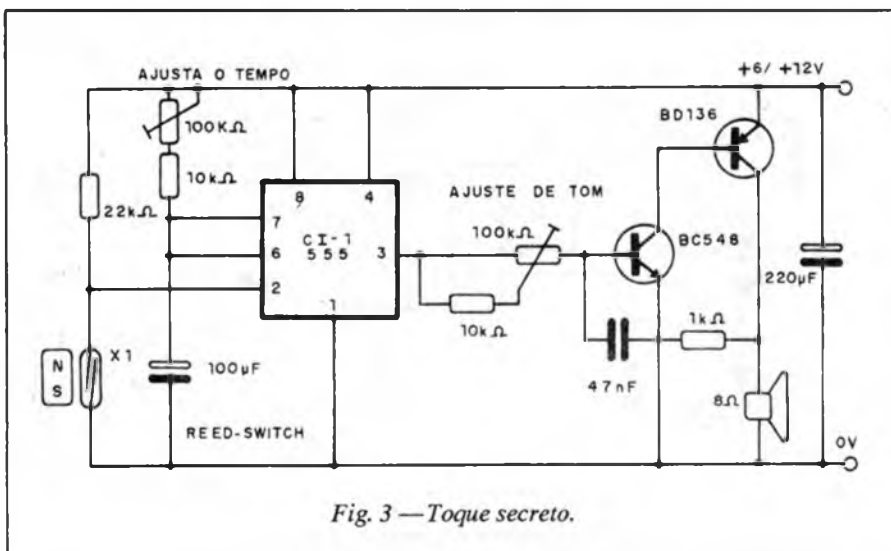 AJUSTA O TEMPO
+6/ +12V
100KΩ
BD136
10kΩ
8
4
AJUSTE DE TOM
22kΩ
7
CI-1
100kΩ
BC548
6
555
3
2
220μF
1
10kΩ
1kΩ
N
S
X1
100μF
47nF
8Ω
REED-SWITCH
0V
Fig. 3 — Toque secreto.